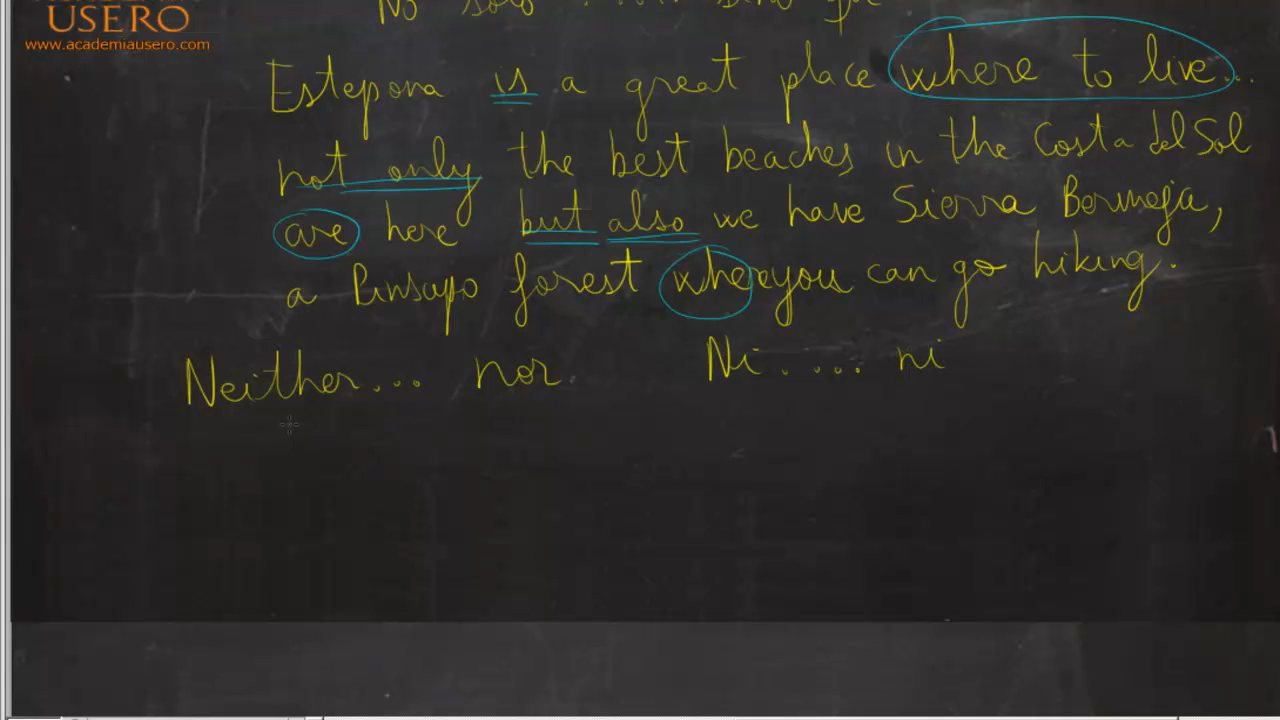 USERO
www.academiausero.com
No solo
Estepona is a great place where to live...
not only the best beaches in the Costa del Sol
are here but also we have Sierra Bermeja,
a Pinsapo forest where you can go hiking.
Neither... nor Ni..... ni